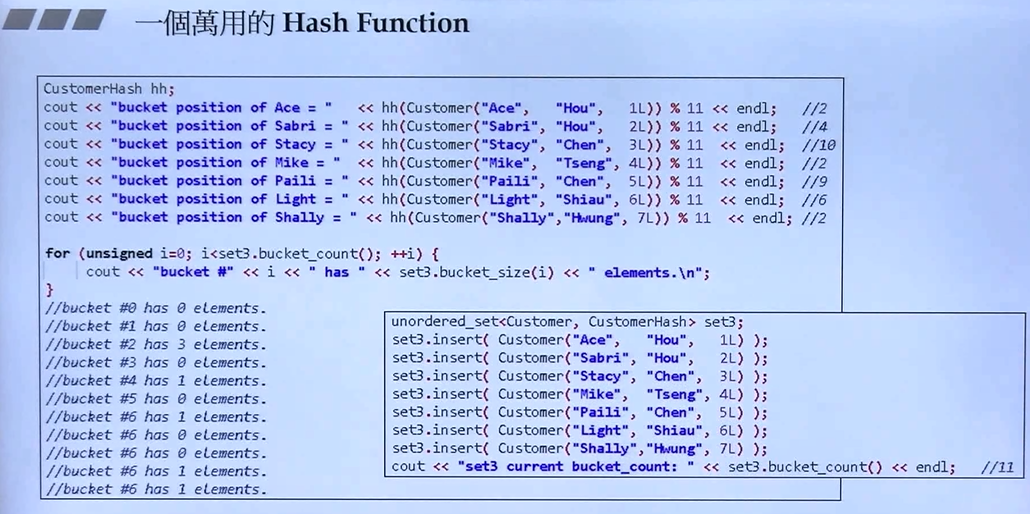 一個萬用的 Hash Function
CustomerHash hh;
cout << "bucket position of Ace = " << hh(Customer("Ace", "Hou", 1L)) % 11 << endl; //2
cout << "bucket position of Sabri = " << hh(Customer("Sabri", "Hou", 2L)) % 11 << endl; //4
cout << "bucket position of Stacy = " << hh(Customer("Stacy", "Chen", 3L)) % 11 << endl; //10
cout << "bucket position of Mike = " << hh(Customer("Mike", "Tseng", 4L)) % 11 << endl; //2
cout << "bucket position of Paili = " << hh(Customer("Paili", "Chen", 5L)) % 11 << endl; //9
cout << "bucket position of Light = " << hh(Customer("Light", "Shiau", 6L)) % 11 << endl; //6
cout << "bucket position of Shally = " << hh(Customer("Shally","Hwung", 7L)) % 11 << endl; //2
for (unsigned i=0; i<set3.bucket_count(); ++i) {
cout << "bucket #" << i << " has " << set3.bucket_size(i) << " elements.\n";
}
//bucket #0 has 0 elements.
//bucket #1 has 0 elements.
//bucket #2 has 3 elements.
//bucket #3 has 0 elements.
//bucket #4 has 1 elements.
//bucket #5 has 0 elements.
//bucket #6 has 1 elements.
//bucket #6 has 0 elements.
//bucket #6 has 0 elements.
//bucket #6 has 1 elements.
//bucket #6 has 1 elements.
unordered_set<Customer, CustomerHash> set3;
set3.insert( Customer("Ace", "Hou", 1L) );
set3.insert( Customer("Sabri", "Hou", 2L) );
set3.insert( Customer("Stacy", "Chen", 3L) );
set3.insert( Customer("Mike", "Tseng", 4L) );
set3.insert( Customer("Paili", "Chen", 5L) );
set3.insert( Customer("Light", "Shiau", 6L) );
set3.insert( Customer("Shally","Hwung", 7L) );
cout << "set3 current bucket_count: " << set3.bucket_count() << endl; //11